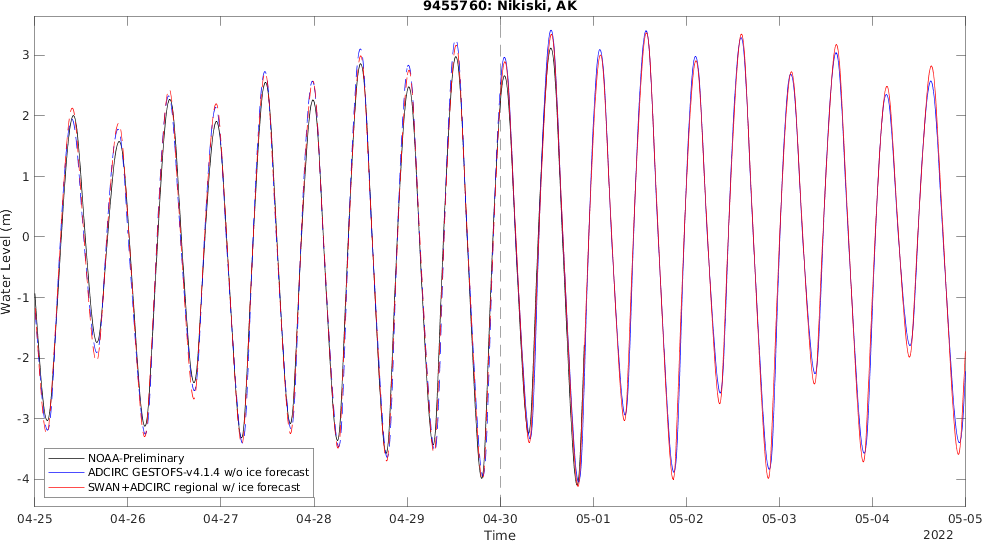 9455760: Nikiski, AK
Water Level (m)
3
2
1
0
-1
-2
-3
-4
NOAA-Preliminary
ADCIRC GESTOFS-v4.1.4 w/o ice forecast
SWAN+ADCIRC regional w/ ice forecast
04-25 04-26 04-27 04-28 04-29 04-30 05-01 05-02 05-03 05-04 05-05
Time
2022